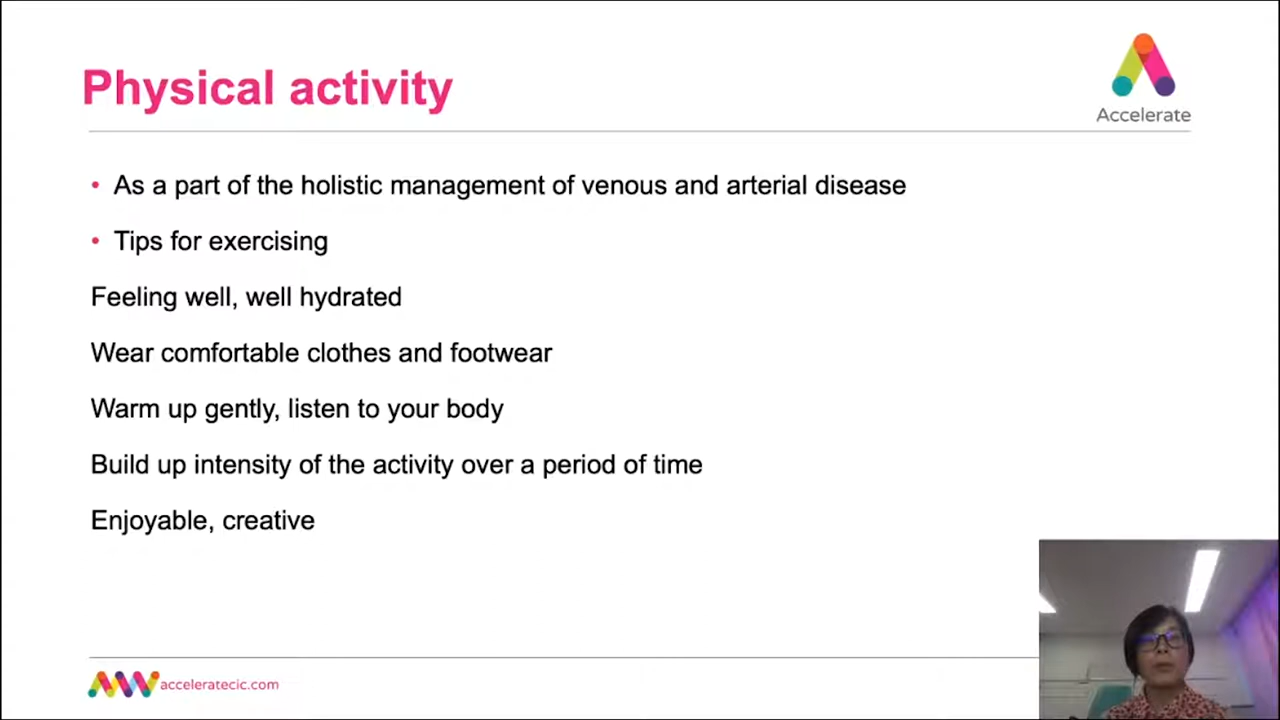 Physical activity
Accelerate
• As a part of the holistic management of venous and arterial disease
• Tips for exercising
Feeling well, well hydrated
Wear comfortable clothes and footwear
Warm up gently, listen to your body
Build up intensity of the activity over a period of time
Enjoyable, creative
acceleratecic.com